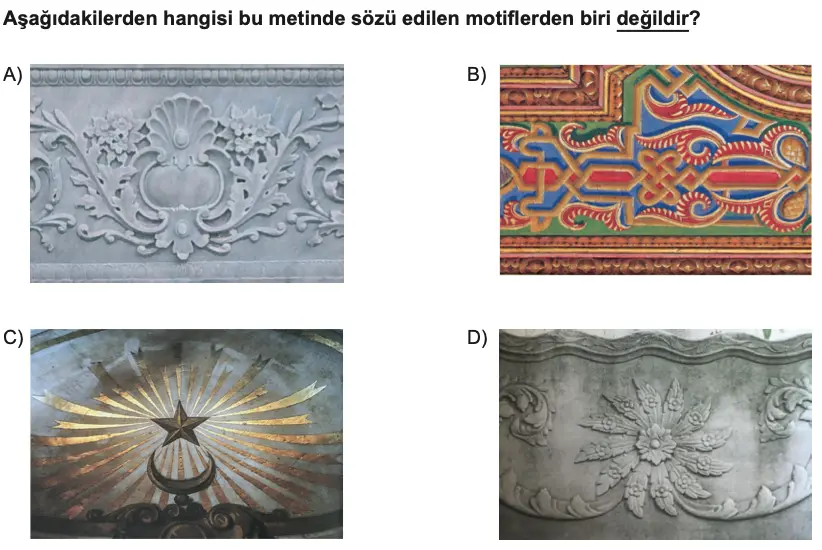 Aşağıdakilerden hangisi bu metinde sözü edilen motiflerden biri değildir?
A)
B)
C)
D)